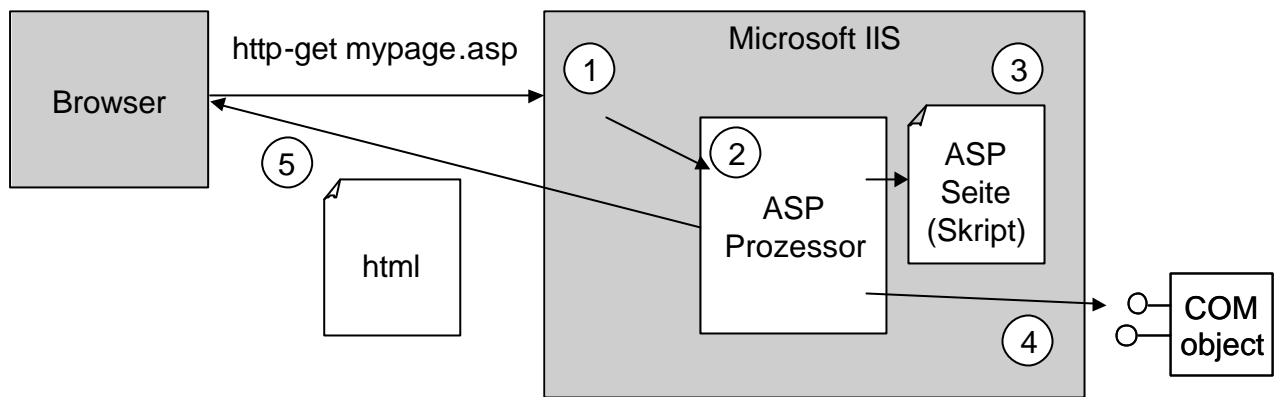 Microsoft IIS
http-get mypage.asp
1
3
Browser
5
2
ASP
Seite
(Skript)
ASP
Prozessor
html
4
COM
object